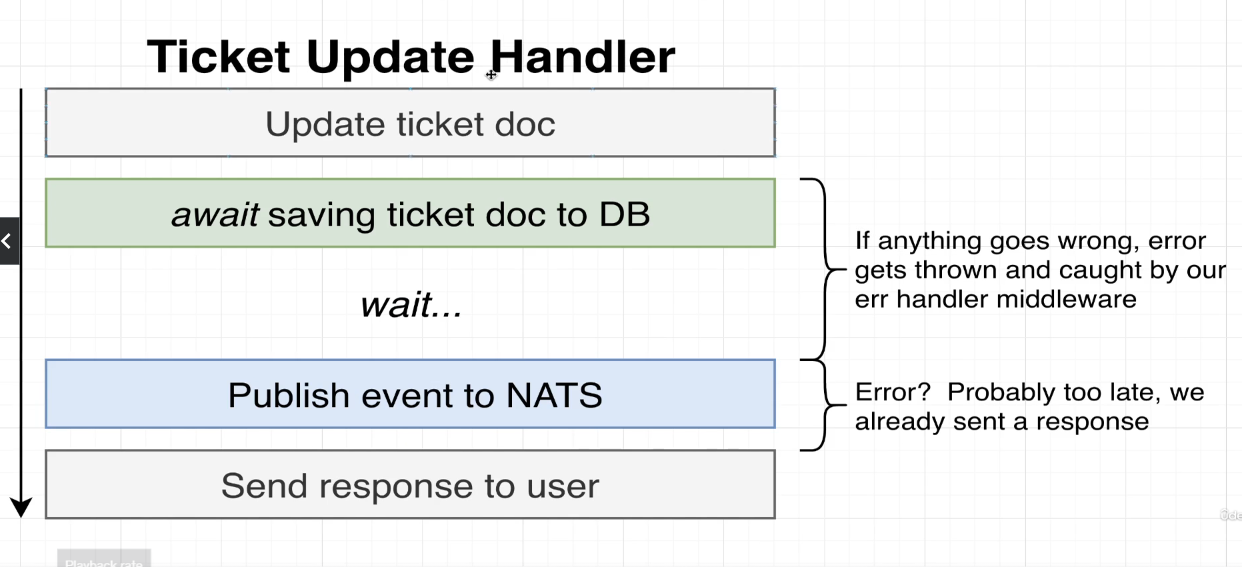 Ticket Update Handler
Update ticket doc
await saving ticket doc to DB
wait...
If anything goes wrong, error
gets thrown and caught by our
err handler middleware
Publish event to NATS
Error?  Probably too late, we
already sent a response
Send response to user
Playback rate